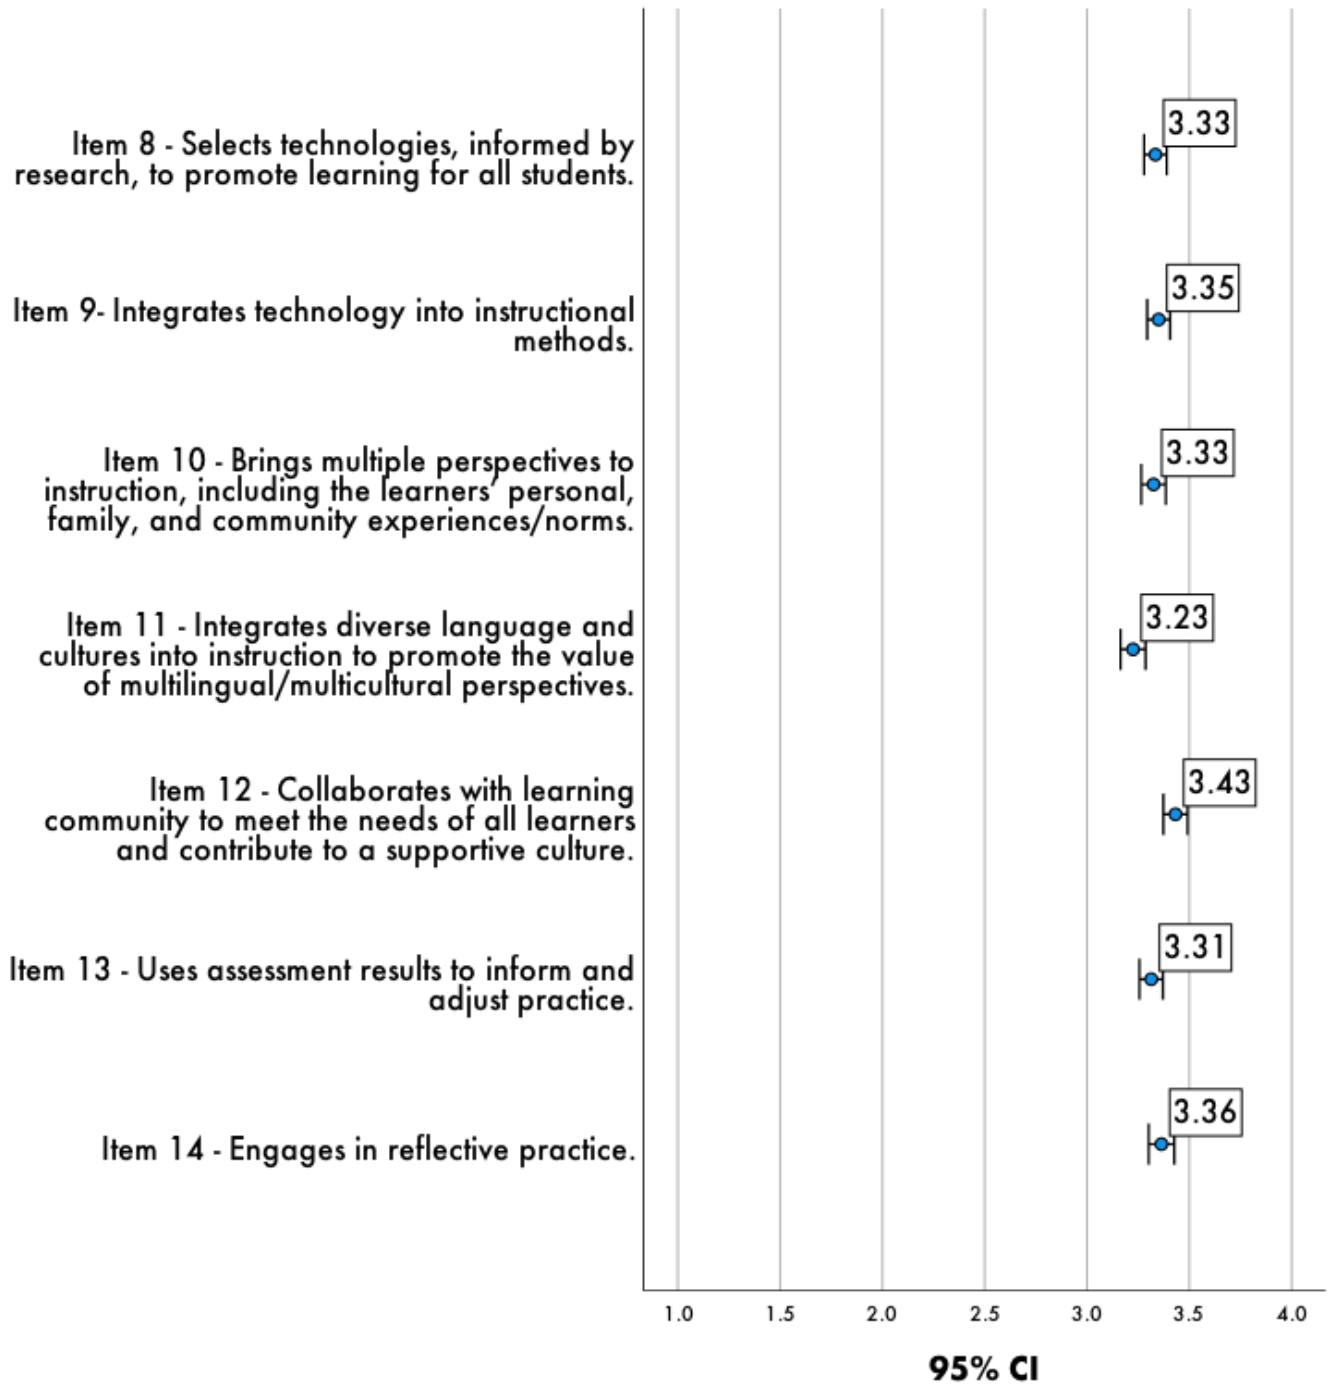 3.33
Item 8 - Selects technologies, informed by
research, to promote learning for all students.
3.35
Item 9- Integrates technology into instructional
methods.
3.33
Item 10 - Brings multiple perspectives to
instruction, including the learners’ personal,
family, and community experiences/norms.
3.23
Item 11 - Integrates diverse language and
cultures into instruction to promote the value
of multilingual/multicultural perspectives.
3.43
Item 12 - Collaborates with learning
community to meet the needs of all learners
and contribute to a supportive culture.
3.31
Item 13 - Uses assessment results to inform and
adjust practice.
3.36
Item 14 - Engages in reflective practice.
1.0 1.5 2.0 2.5 3.0 3.5 4.0
95% CI